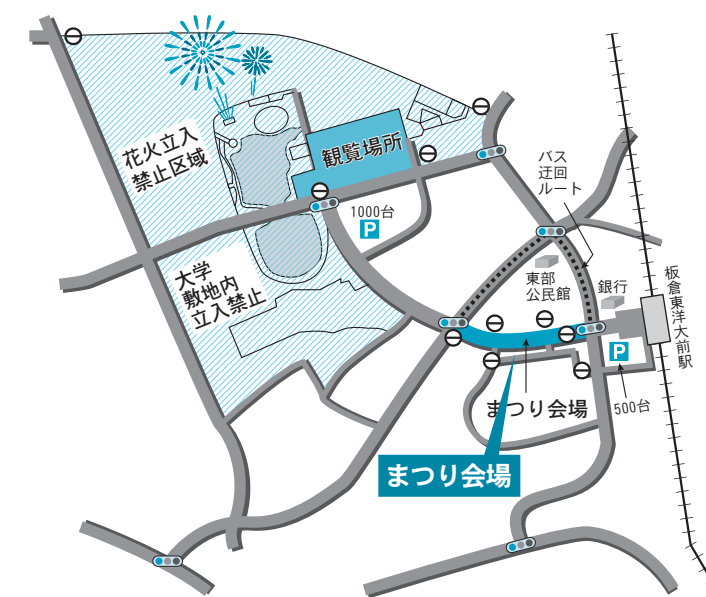 花火立入
禁止区域
観覧場所
バス
迂回
ルート
1000台
P
大学
敷地内
立入禁止
東部
公民館
銀行
板倉東洋大前駅
P
まつり会場
500台
まつり会場